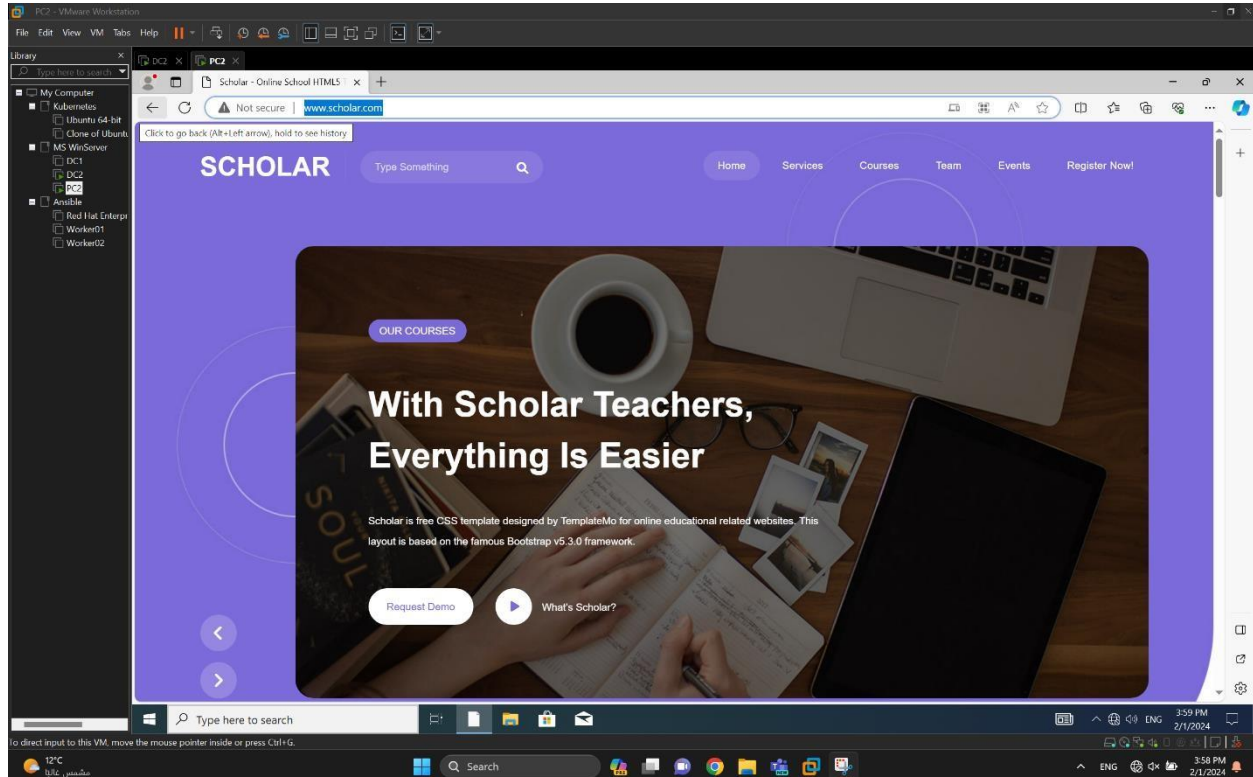 PC2 - VMware Workstation
File Edit View VM Tabs Help
Library
Type here to search
My Computer
Kubernetes
Ubuntu 64-bit
Clone of Ubuntu
MS WinServer
DC1
DC2
PC2
Ansible
Red Hat Enterpr
Worker01
Worker02
DC2 PC2
Scholar - Online School HTML5
Not secure | www.scholar.com
Click to go back (Alt+Left arrow), hold to see history
SCHOLAR
Type Something
Home Services Courses Team Events Register Now!
OUR COURSES
With Scholar Teachers,
Everything Is Easier
Scholar is free CSS template designed by TemplateMo for online educational related websites. This
layout is based on the famous Bootstrap v5.3.0 framework.
Request Demo What's Scholar?
SOUL
Type here to search
ENG 3:59 PM
2/1/2024
To direct input to this VM, move the mouse pointer inside or press Ctrl+G.
12°C
مشمس غالبًا
Search
ENG 3:58 PM
2/1/2024